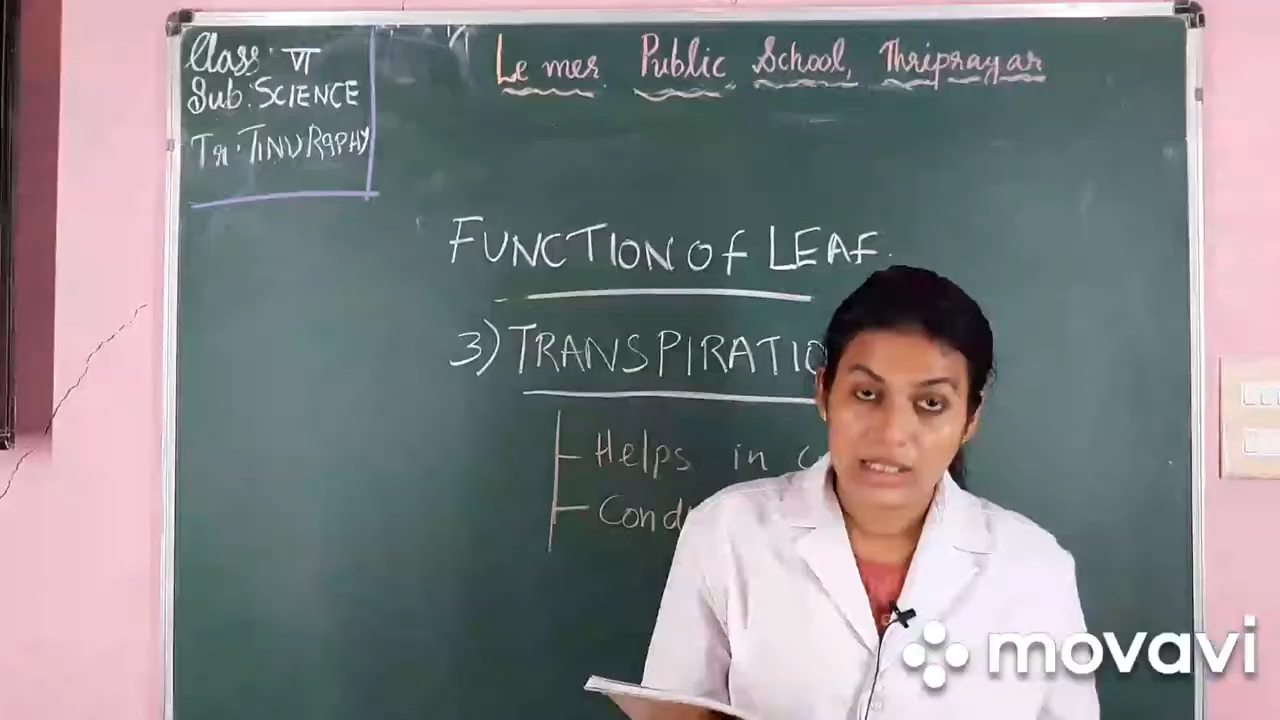 Class: VI
Sub: SCIENCE
Tr. TINU RAPHY
Le mer Public School, Thriprayar
FUNCTION OF LEAF.
3) TRANSPIRATIO
Helps in c
Cond
movavi